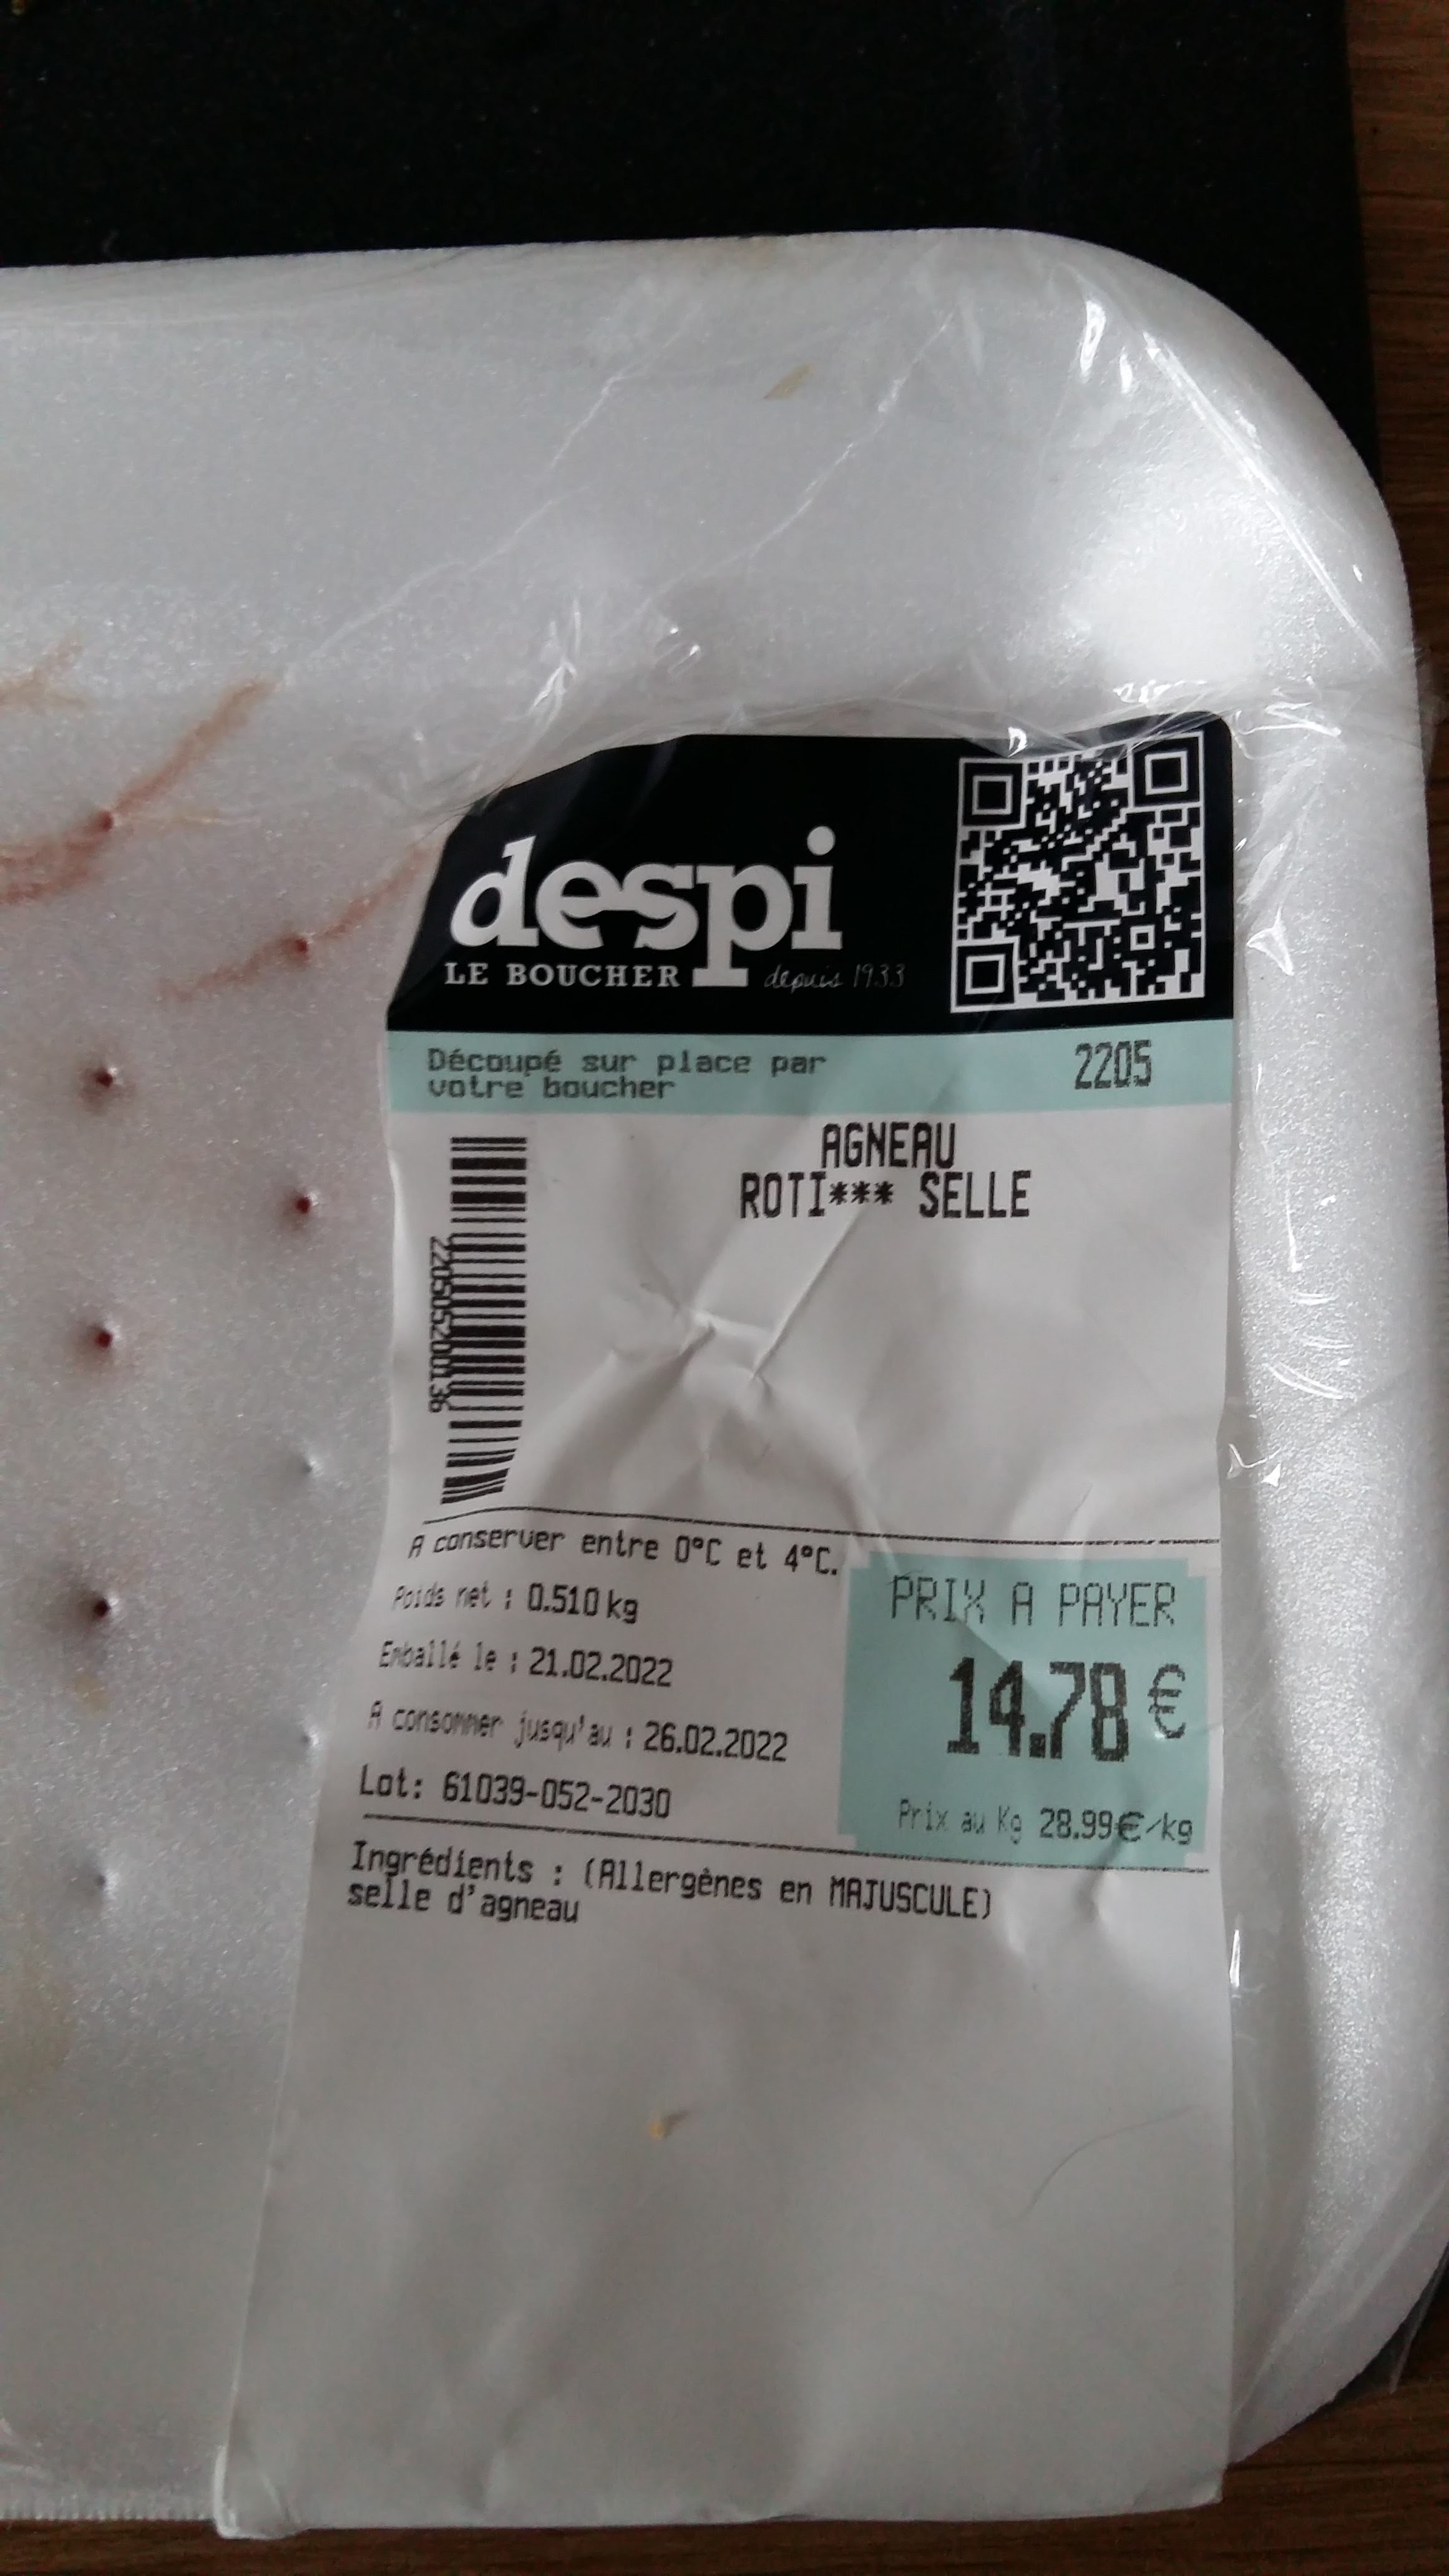 despi
LE BOUCHER depuis 1933
Découpé sur place par
votre boucher
2205
AGNEAU
ROTI*** SELLE
A conserver entre 0°C et 4°C.
Poids net : 0.510 kg
Emballé le : 21.02.2022
A consommer jusqu'au : 26.02.2022
Lot: 61039-052-2030
PRIX A PAYER
14.78 €
Prix au Kg 28.99€/kg
Ingrédients : (Allergènes en MAJUSCULE)
selle d'agneau